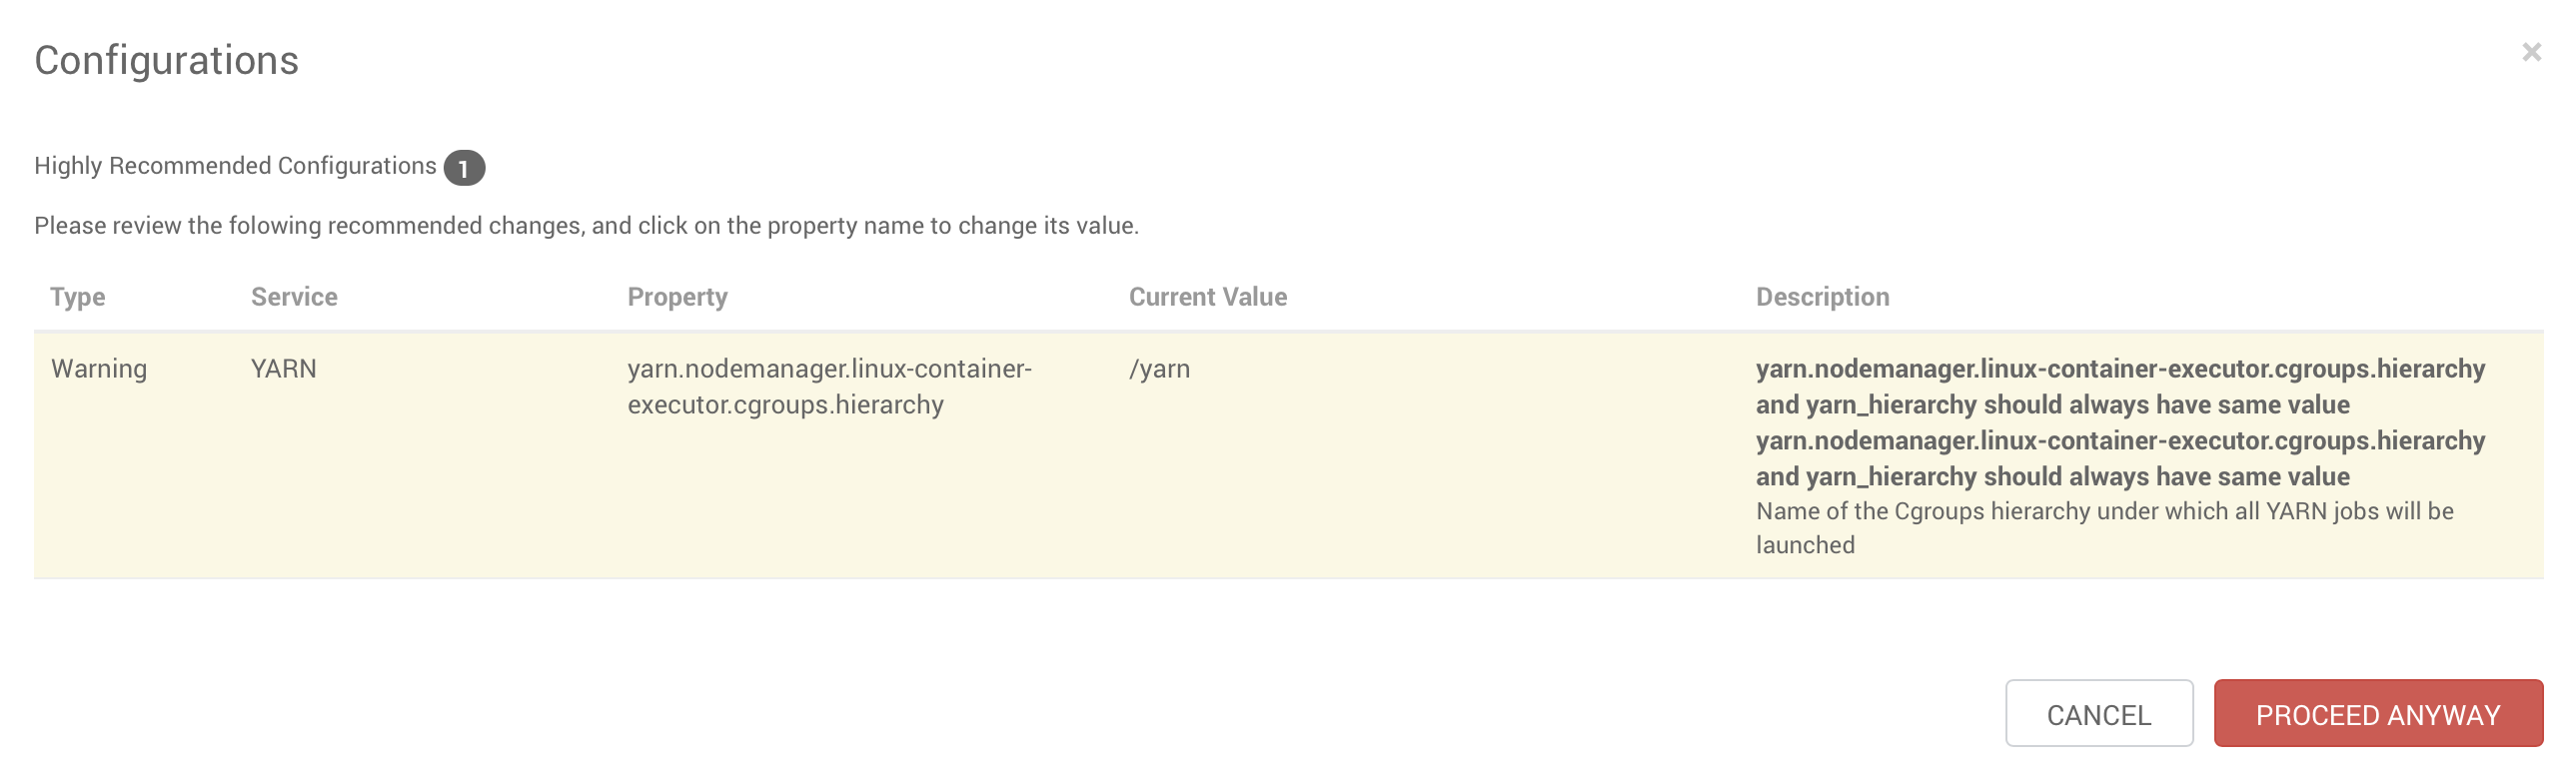 Configurations
×
Highly Recommended Configurations 1
Please review the folowing recommended changes, and click on the property name to change its value.
Type Service Property Current Value Description
Warning YARN yarn.nodemanager.linux-container- /yarn yarn.nodemanager.linux-container-executor.cgroups.hierarchy
executor.cgroups.hierarchy and yarn_hierarchy should always have same value
yarn.nodemanager.linux-container-executor.cgroups.hierarchy
and yarn_hierarchy should always have same value
Name of the Cgroups hierarchy under which all YARN jobs will be
launched
CANCEL PROCEED ANYWAY